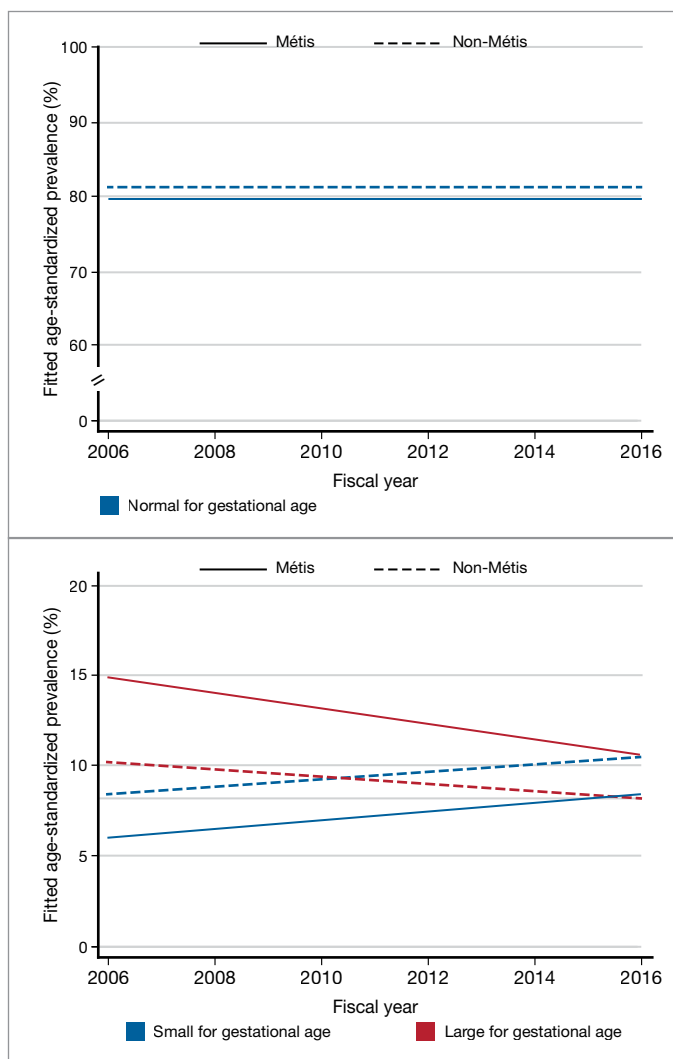 Métis Non-Métis
Fitted age-standardized prevalence (%)
100
90
80
70
60
0
2006 2008 2010 2012 2014 2016
Fiscal year
Normal for gestational age
Métis Non-Métis
Fitted age-standardized prevalence (%)
20
15
10
5
0
2006 2008 2010 2012 2014 2016
Fiscal year
Small for gestational age Large for gestational age